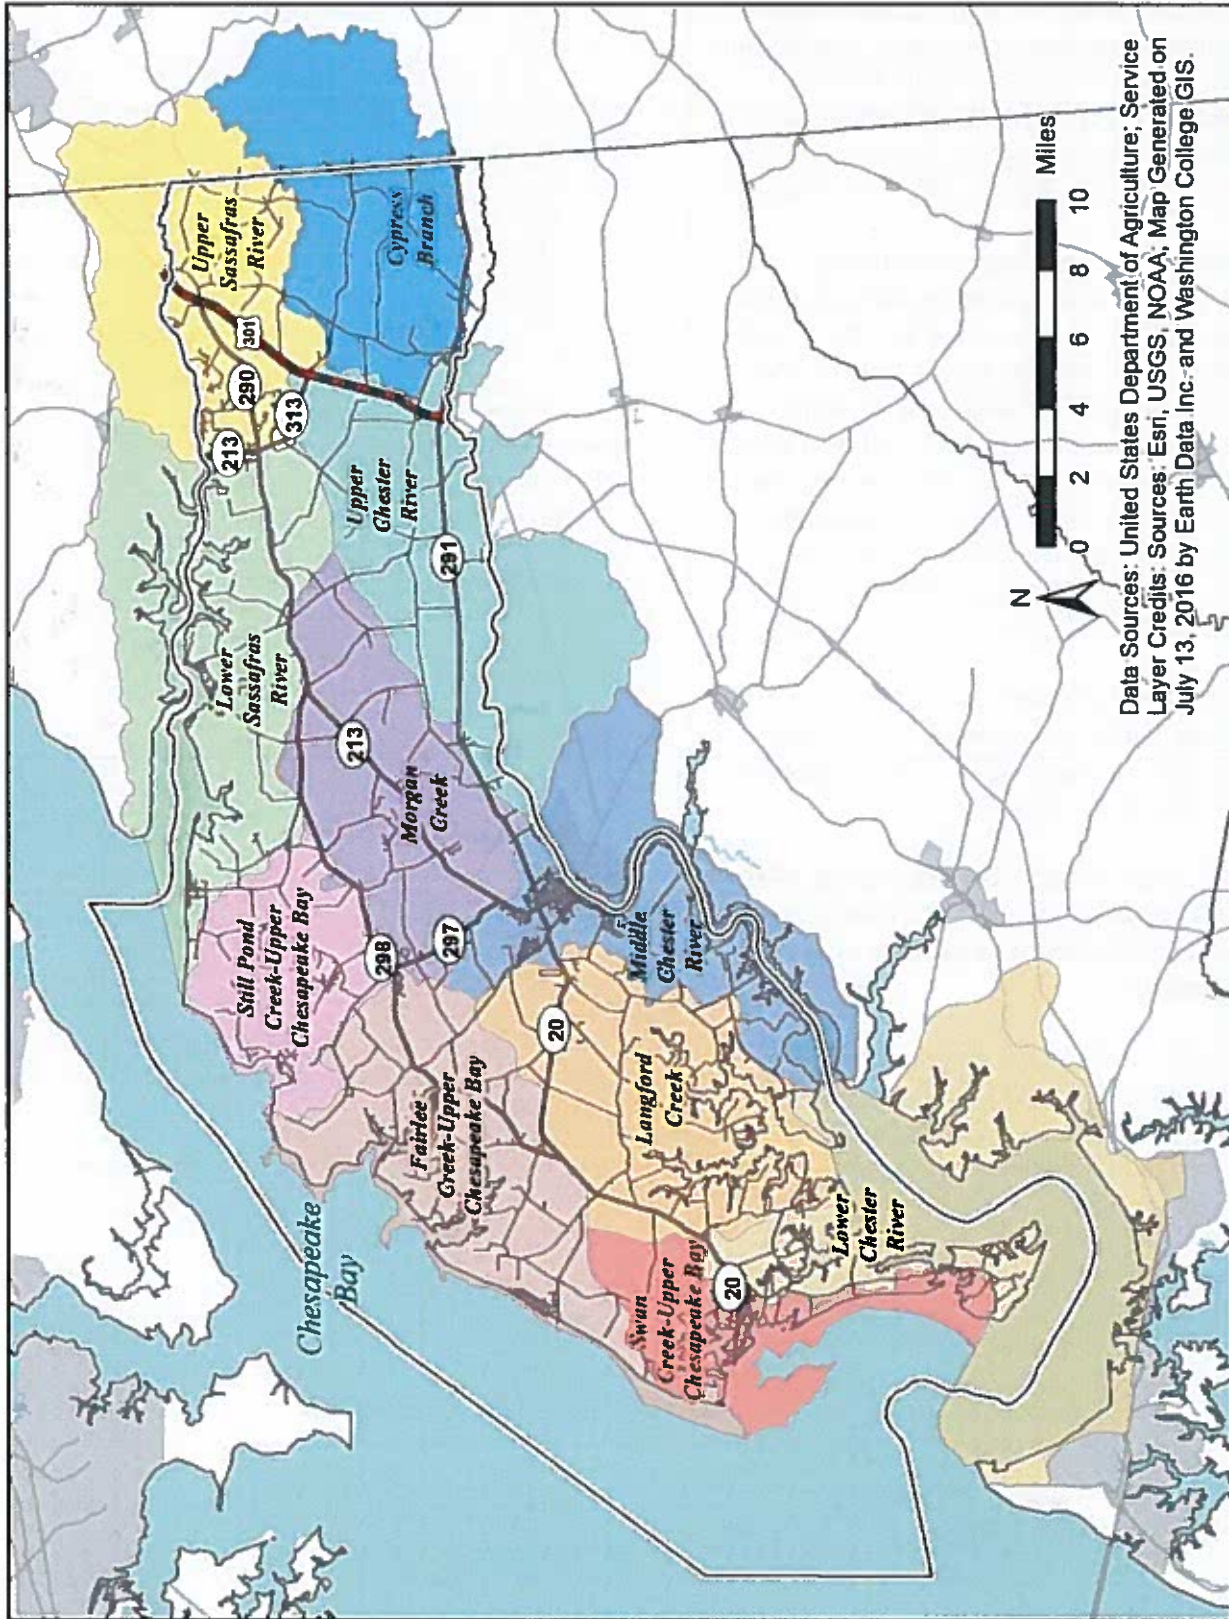 Upper
Sassafras
River
Cypress
Branch
301
290
313
213
Upper
Chester
River
291
Lower
Sassafras
River
213
Morgan
Creek
Still Pond
Creek-Upper
Chesapeake Bay
298
297
Middle
Chester
River
20
Fairlee
Creek-Upper
Chesapeake Bay
Langford
Creek
Lower
Chester
River
Swan
Creek-Upper
Chesapeake Bay
20
Chesapeake
Bay
N
0 2 4 6 8 10
Miles
Data Sources: United States Department of Agriculture; Service
Layer Credits: Sources: Esri, USGS, NOAA; Map Generated on
July 13, 2016 by Earth Data Inc. and Washington College GIS.